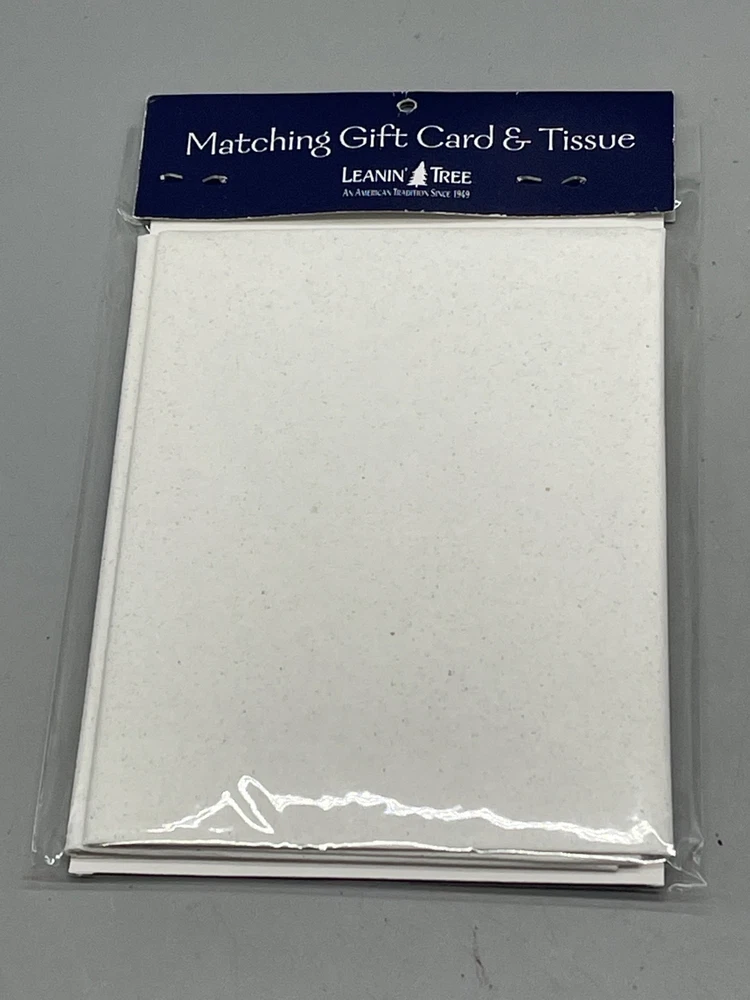 Matching Gift Card & Tissue
LEANIN' TREE
AN AMERICAN TRADITION SINCE 1949